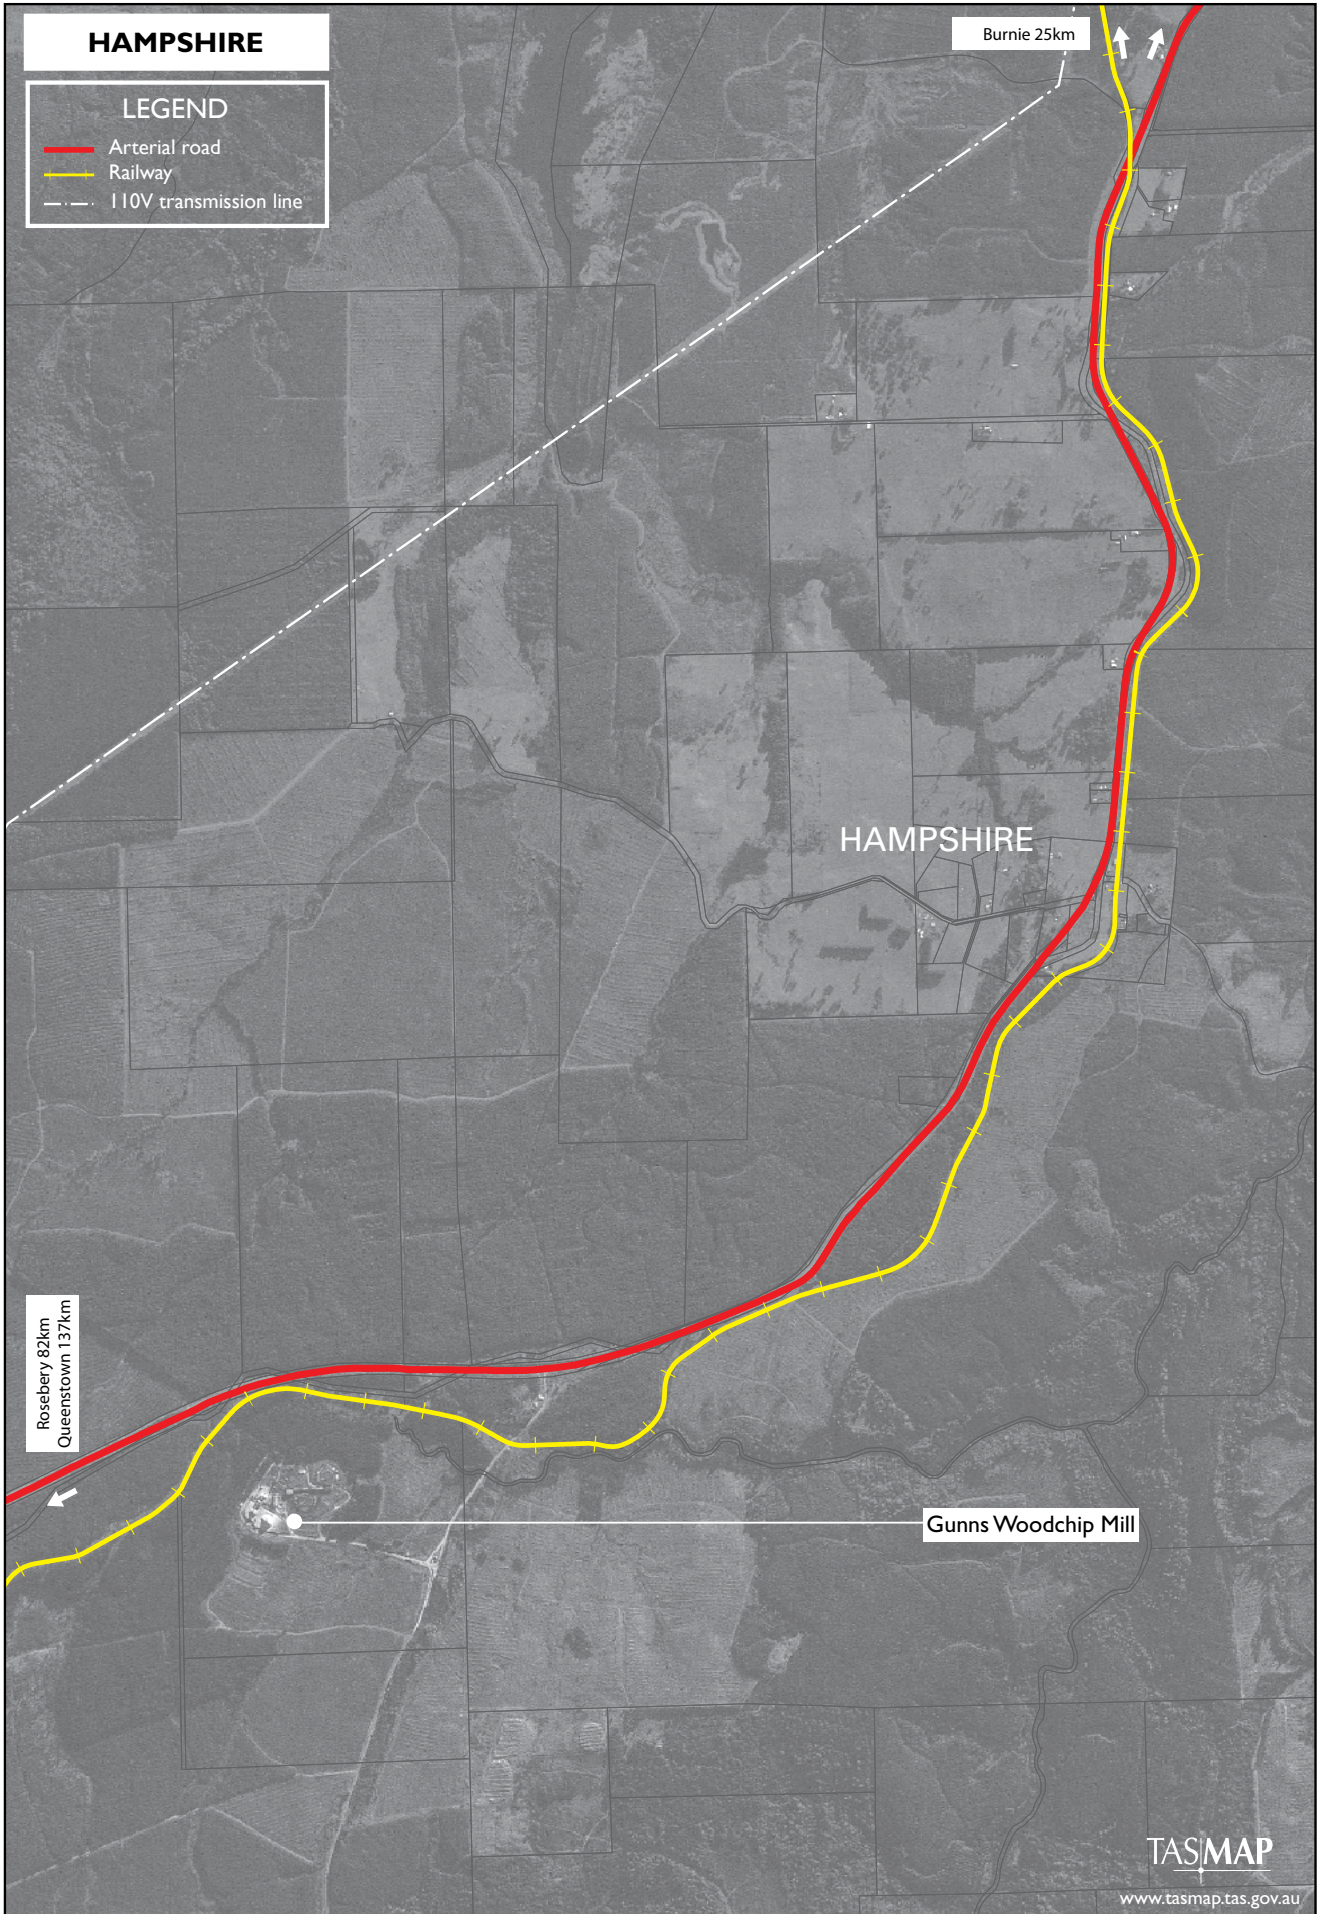 HAMPSHIRE
LEGEND
Arterial road
Railway
110V transmission line
Burnie 25km
HAMPSHIRE
Rosebery 82km
Queenstown 137km
Gunns Woodchip Mill
TASMAP
www.tasmap.tas.gov.au